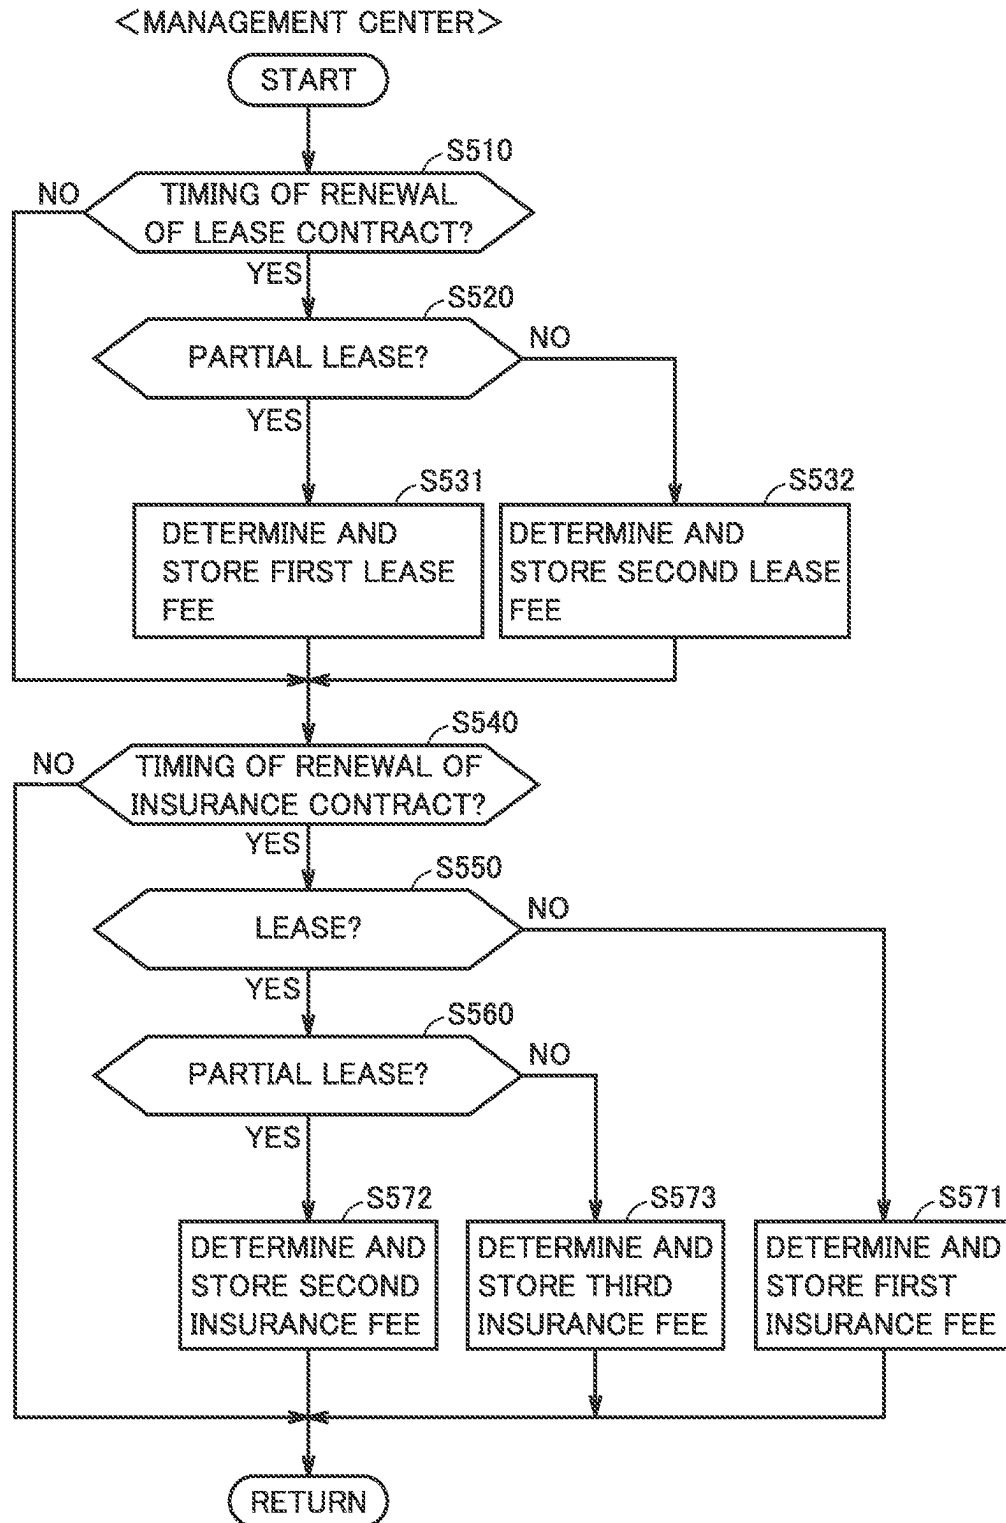 <MANAGEMENT CENTER>
START
S510
NO
TIMING OF RENEWAL
OF LEASE CONTRACT?
YES
S520
PARTIAL LEASE?
NO
YES
S531
DETERMINE AND
STORE FIRST LEASE
FEE
S532
DETERMINE AND
STORE SECOND LEASE
FEE
S540
NO
TIMING OF RENEWAL OF
INSURANCE CONTRACT?
YES
S550
LEASE?
NO
YES
S560
PARTIAL LEASE?
NO
YES
S572
DETERMINE AND
STORE SECOND
INSURANCE FEE
S573
DETERMINE AND
STORE THIRD
INSURANCE FEE
S571
DETERMINE AND
STORE FIRST
INSURANCE FEE
RETURN